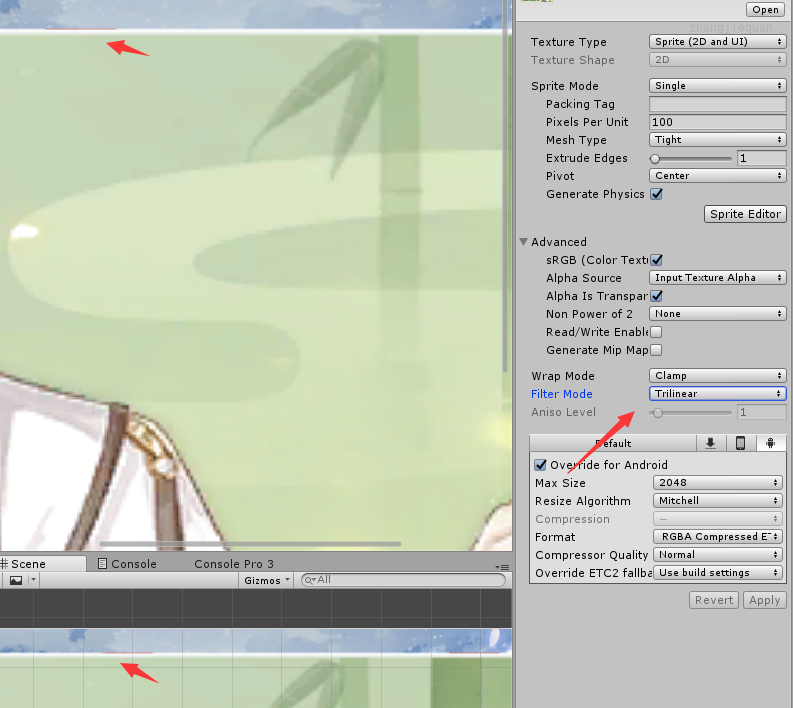 Open
zhangjiequan
Texture Type Sprite (2D and UI)
Texture Shape 2D
Sprite Mode Single
Packing Tag
Pixels Per Unit 100
Mesh Type Tight
Extrude Edges 1
Pivot Center
Generate Physics
Sprite Editor
Advanced
sRGB (Color Text
Alpha Source Input Texture Alpha
Alpha Is Transpar
Non Power of 2 None
Read/Write Enabl
Generate Mip Map
Wrap Mode Clamp
Filter Mode Trilinear
Aniso Level 1
Default
Override for Android
Max Size 2048
Resize Algorithm Mitchell
Compression —
Format RGBA Compressed E
Compressor Quality Normal
Override ETC2 fallba Use build settings
Revert Apply
Scene Console Console Pro 3
Gizmos All